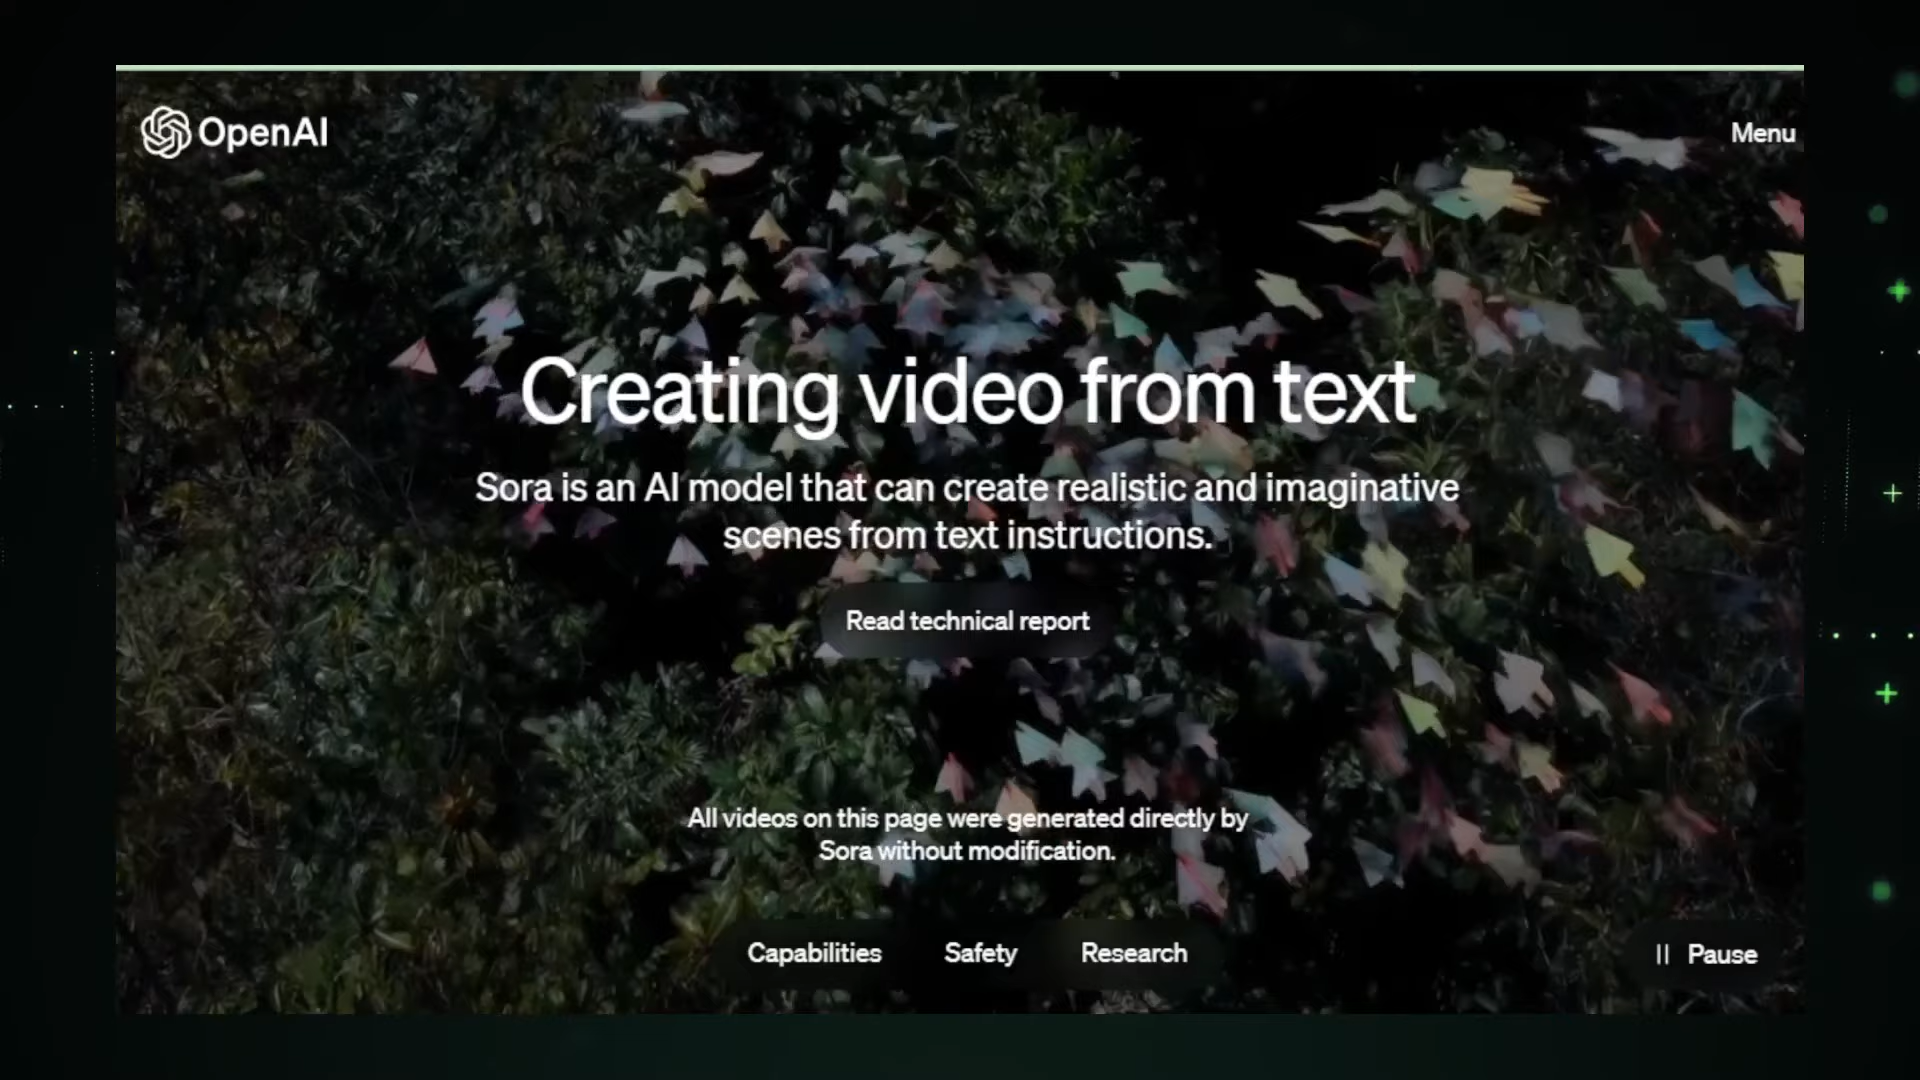 OpenAI
Menu
Creating video from text
Sora is an AI model that can create realistic and imaginative
scenes from text instructions.
Read technical report
All videos on this page were generated directly by
Sora without modification.
Capabilities
Safety
Research
Pause